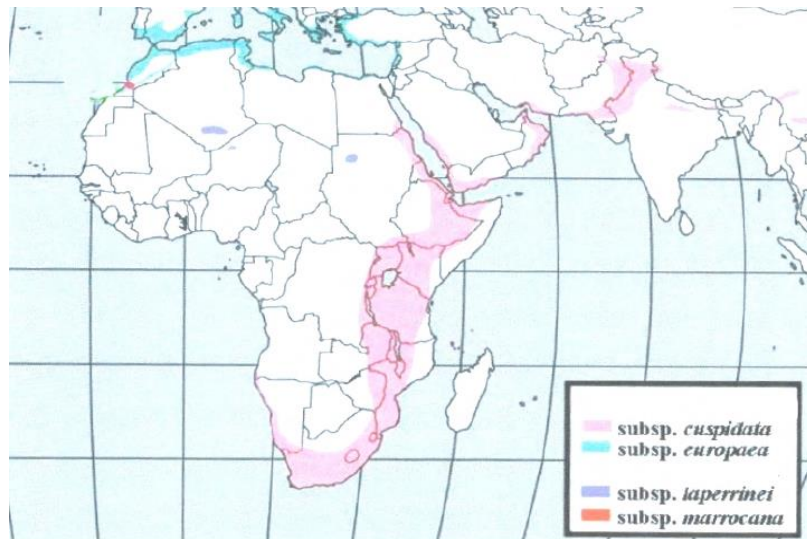 subsp. cuspidata
subsp. europaea
subsp. laperrinei
subsp. marrocana